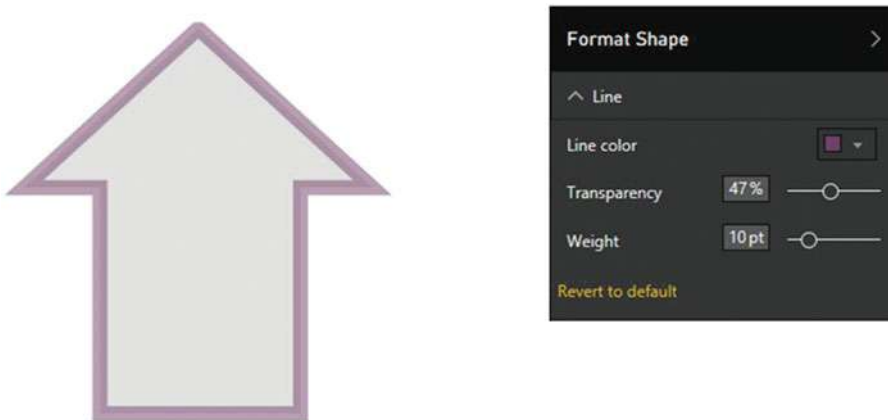 Format Shape
Line
Line color
Transparency 47%
Weight 10 pt
Revert to default